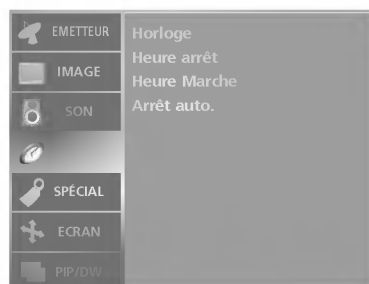 EMETTEUR
IMAGE
SON
SPÉCIAL
ECRAN
PIP/DW
Horloge
Heure arrêt
Heure Marche
Arrêt auto.